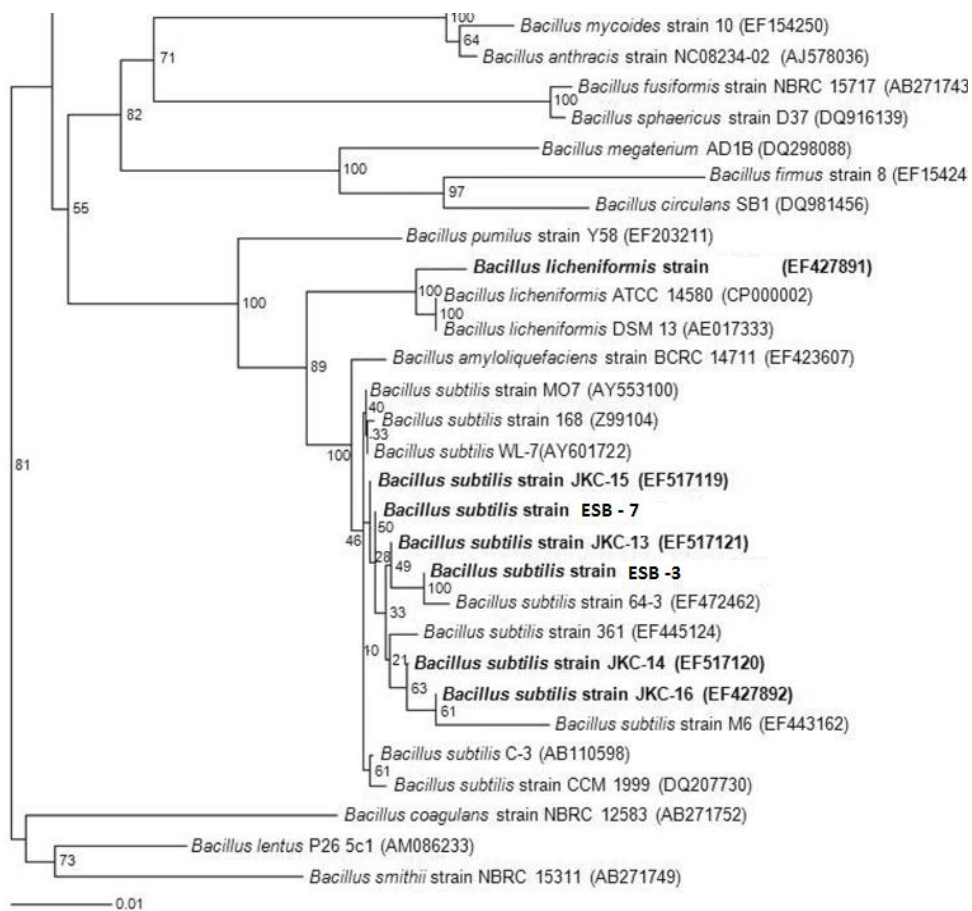 100
Bacillus mycoides strain 10 (EF154250)
64
Bacillus anthracis strain NC08234-02 (AJ578036)
71
Bacillus fusiformis strain NBRC 15717 (AB271743
100
Bacillus sphaericus strain D37 (DQ916139)
82
Bacillus megaterium AD1B (DQ298088)
100
Bacillus firmus strain 8 (EF15424
97
Bacillus circulans SB1 (DQ981456)
55
Bacillus pumilus strain Y58 (EF203211)
Bacillus licheniformis strain (EF427891)
100
Bacillus licheniformis ATCC 14580 (CP000002)
100
100
Bacillus licheniformis DSM 13 (AE017333)
Bacillus amyloliquefaciens strain BCRC 14711 (EF423607)
89
Bacillus subtilis strain MO7 (AY553100)
40
Bacillus subtilis strain 168 (Z99104)
33
Bacillus subtilis WL-7(AY601722)
100
81
Bacillus subtilis strain JKC-15 (EF517119)
Bacillus subtilis strain ESB - 7
50
46
Bacillus subtilis strain JKC-13 (EF517121)
28
49
Bacillus subtilis strain ESB -3
100
Bacillus subtilis strain 64-3 (EF472462)
33
Bacillus subtilis strain 361 (EF445124)
10
21
Bacillus subtilis strain JKC-14 (EF517120)
63
Bacillus subtilis strain JKC-16 (EF427892)
61
Bacillus subtilis strain M6 (EF443162)
Bacillus subtilis C-3 (AB110598)
61
Bacillus subtilis strain CCM 1999 (DQ207730)
Bacillus coagulans strain NBRC 12583 (AB271752)
Bacillus lentus P26 5c1 (AM086233)
73
Bacillus smithii strain NBRC 15311 (AB271749)
0.01